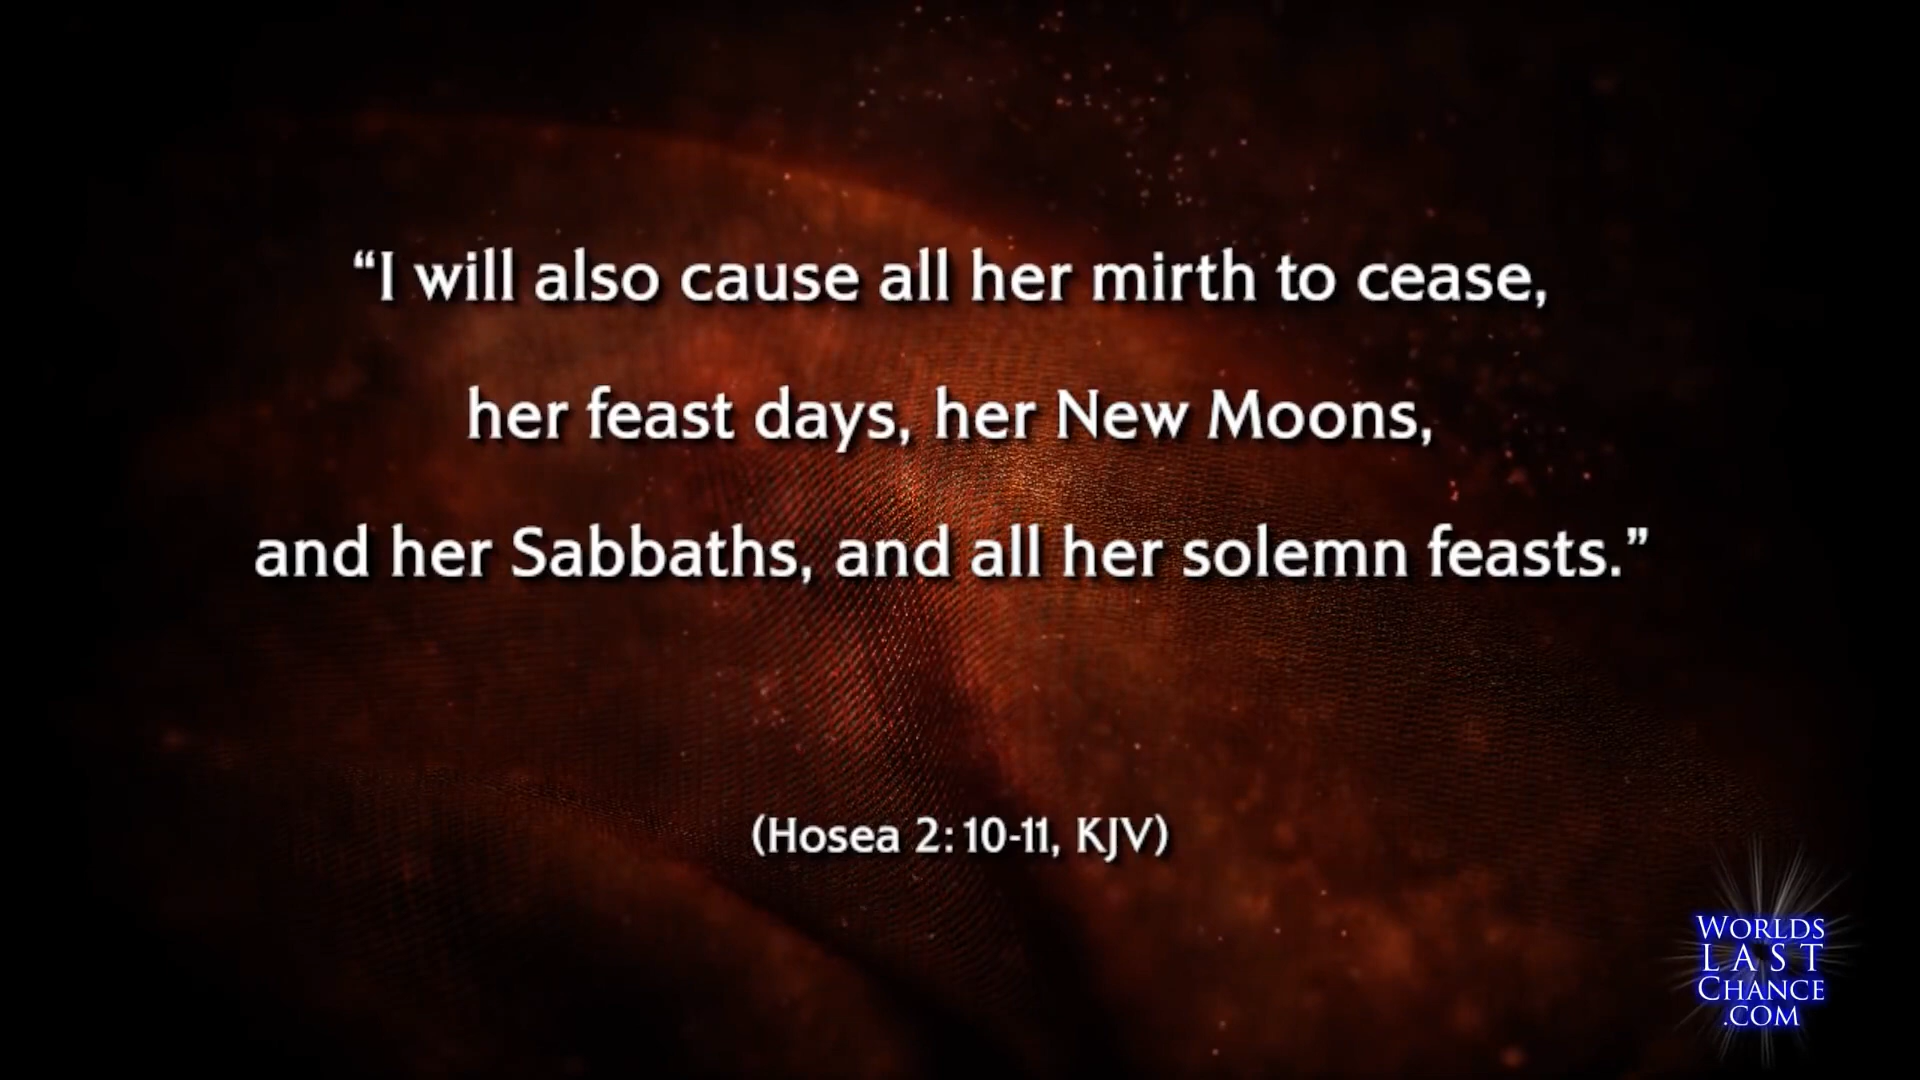 “I will also cause all her mirth to cease,
her feast days, her New Moons,
and her Sabbaths, and all her solemn feasts.”
(Hosea 2:10-11, KJV)
WORLDS
LAST
CHANCE
.COM